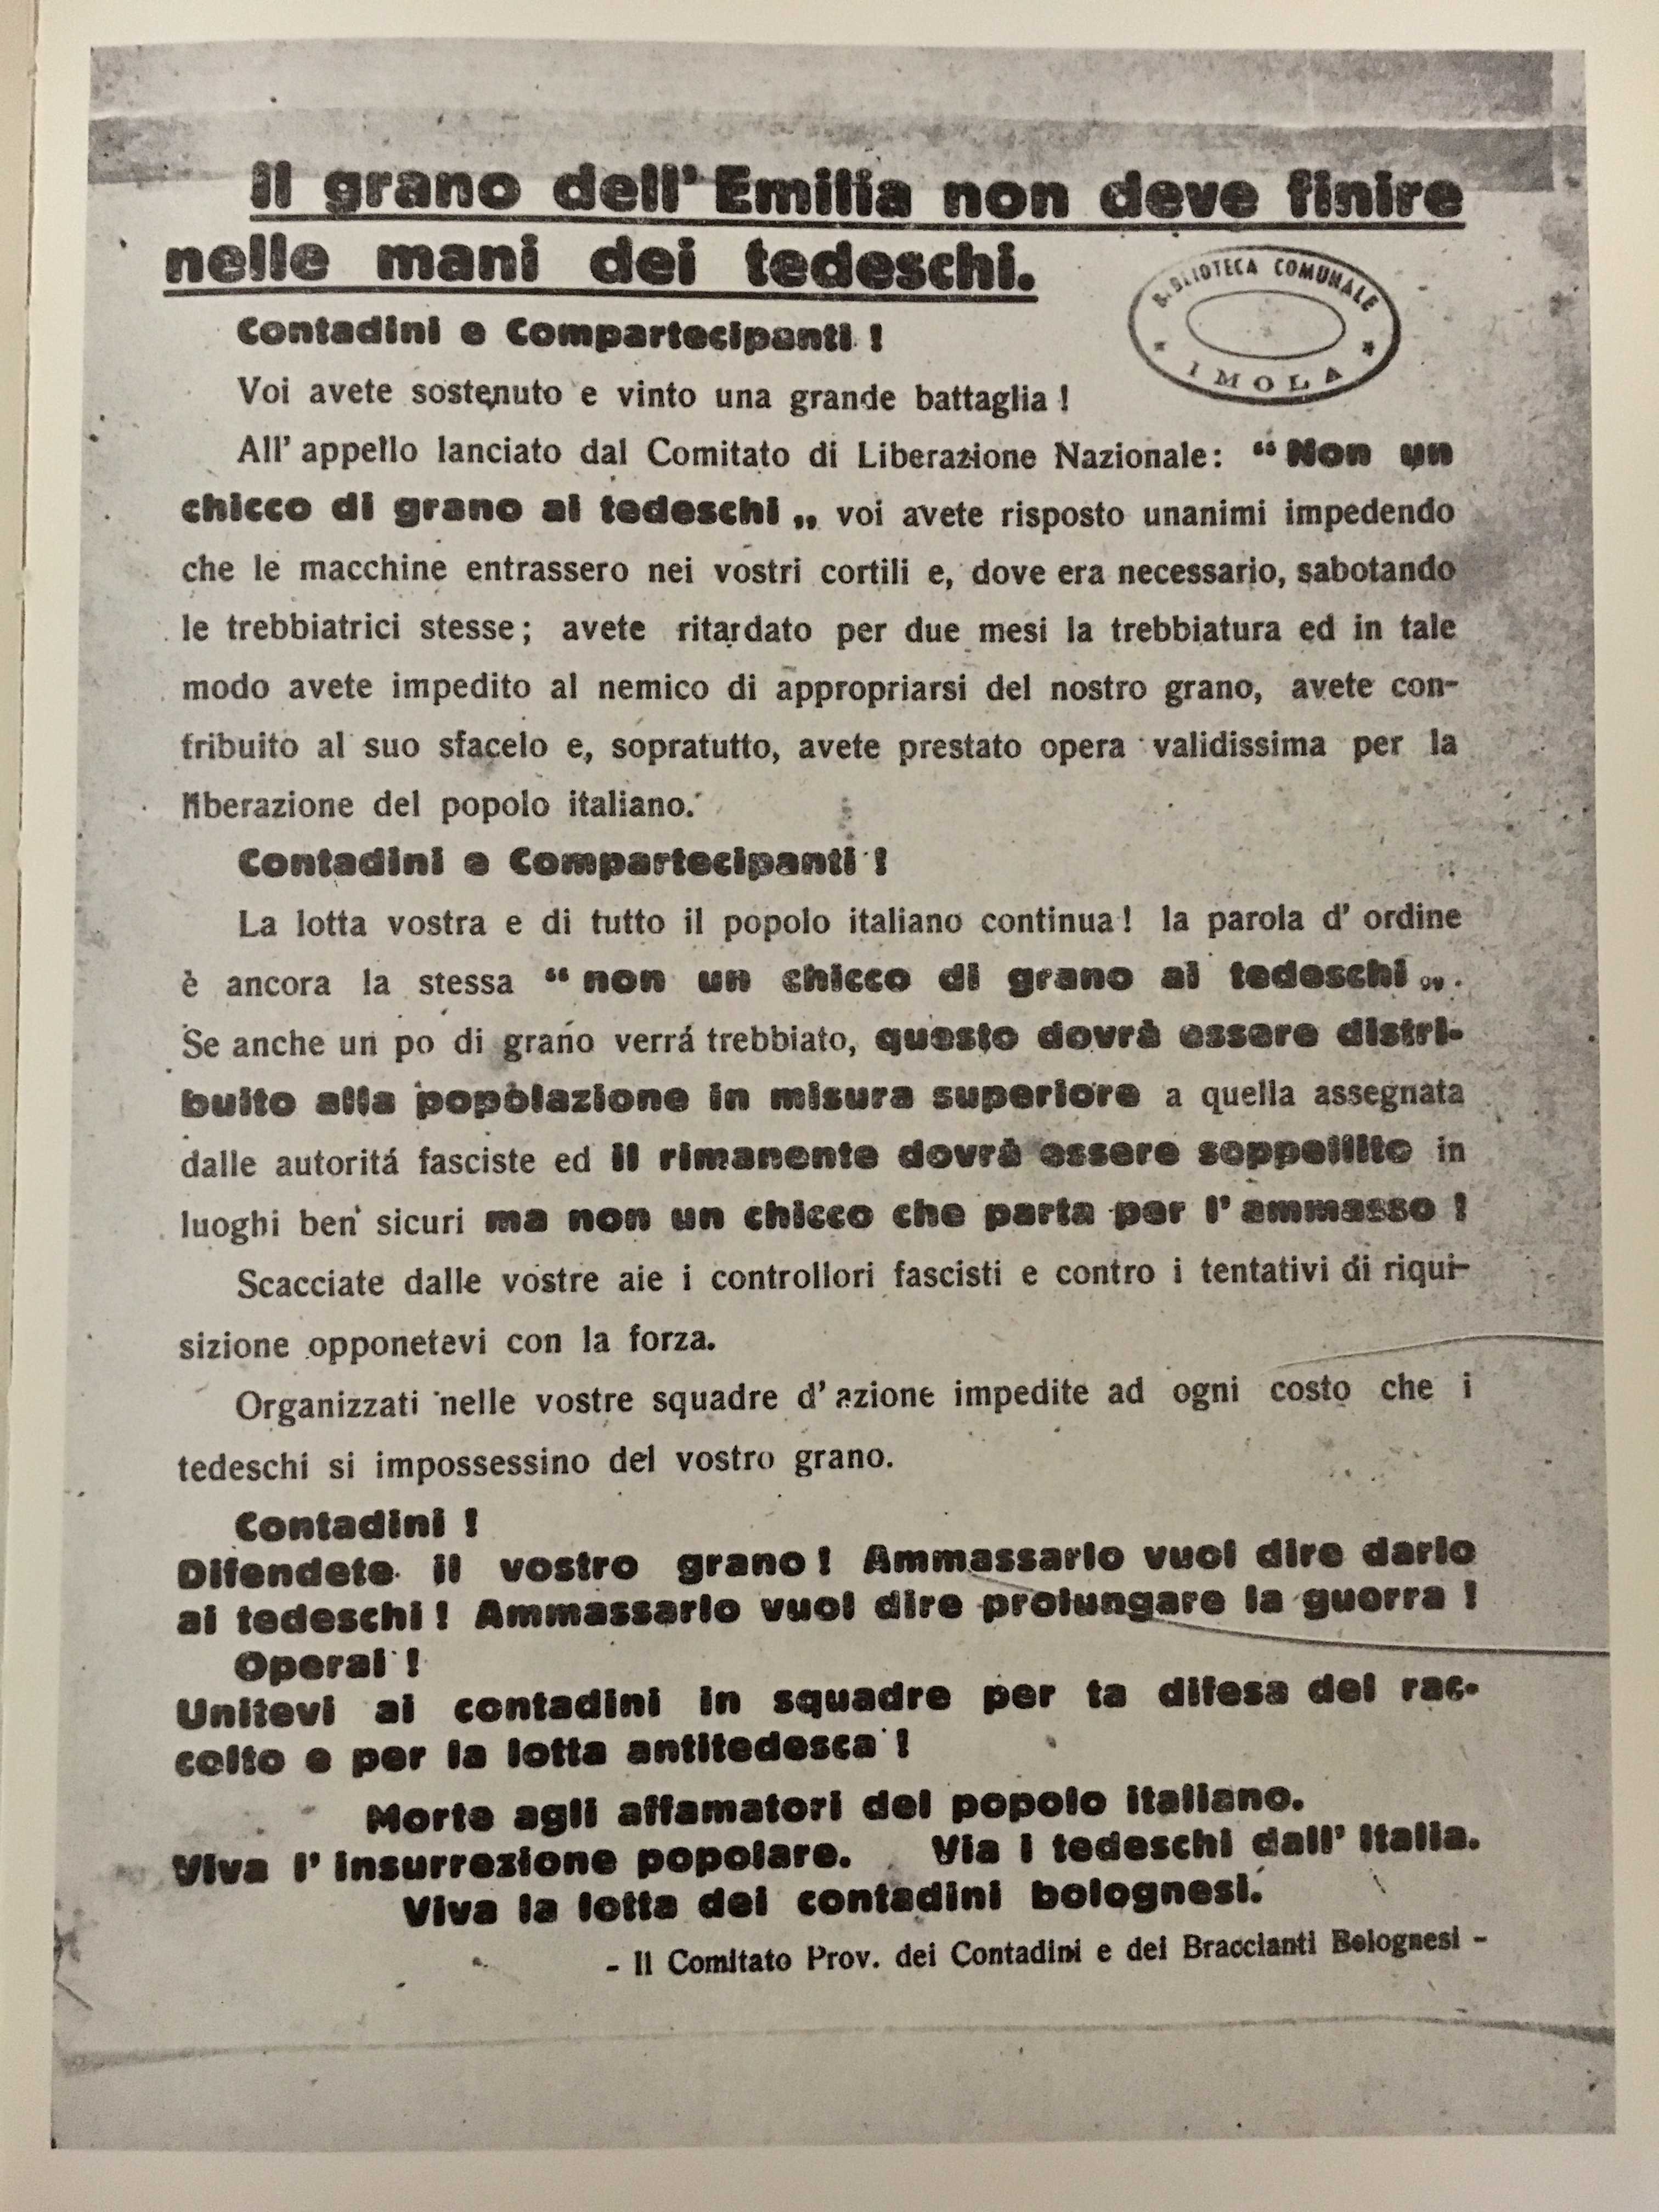 Il grano dell' Emilia non deve finire
nelle mani dei tedeschi.
BIBLIOTECA COMUNALE
* IMOLA *
Contadini e Compartecipanti !
Voi avete sostenuto e vinto una grande battaglia !
All' appello lanciato dal Comitato di Liberazione Nazionale: “Non un
chicco di grano ai tedeschi „ voi avete risposto unanimi impedendo
che le macchine entrassero nei vostri cortili e, dove era necessario, sabotando
le trebbiatrici stesse; avete ritardato per due mesi la trebbiatura ed in tale
modo avete impedito al nemico di appropriarsi del nostro grano, avete con-
tribuito al suo sfacelo e, sopratutto, avete prestato opera validissima per la
liberazione del popolo italiano.
Contadini e Compartecipanti !
La lotta vostra e di tutto il popolo italiano continua! la parola d' ordine
è ancora la stessa “ non un chicco di grano ai tedeschi „.
Se anche un po di grano verrá trebbiato, questo dovrà essere distri-
buito alla popolazione in misura superiore a quella assegnata
dalle autoritá fasciste ed il rimanente dovrà essere seppellito in
luoghi ben sicuri ma non un chicco che parta per l' ammasso !
Scacciate dalle vostre aie i controllori fascisti e contro i tentativi di riqui-
sizione opponetevi con la forza.
Organizzati nelle vostre squadre d' azione impedite ad ogni costo che i
tedeschi si impossessino del vostro grano.
Contadini !
Difendete il vostro grano! Ammassarlo vuol dire darlo
ai tedeschi! Ammassarlo vuol dire prolungare la guerra !
Operai !
Unitevi ai contadini in squadre per ta difesa del rac-
colto e per la lotta antitedesca !
Morte agli affamatori del popolo italiano.
Viva l' insurrezione popolare. Via i tedeschi dall' Italia.
Viva la lotta dei contadini bolognesi.
- Il Comitato Prov. dei Contadini e dei Braccianti Bolognesi -